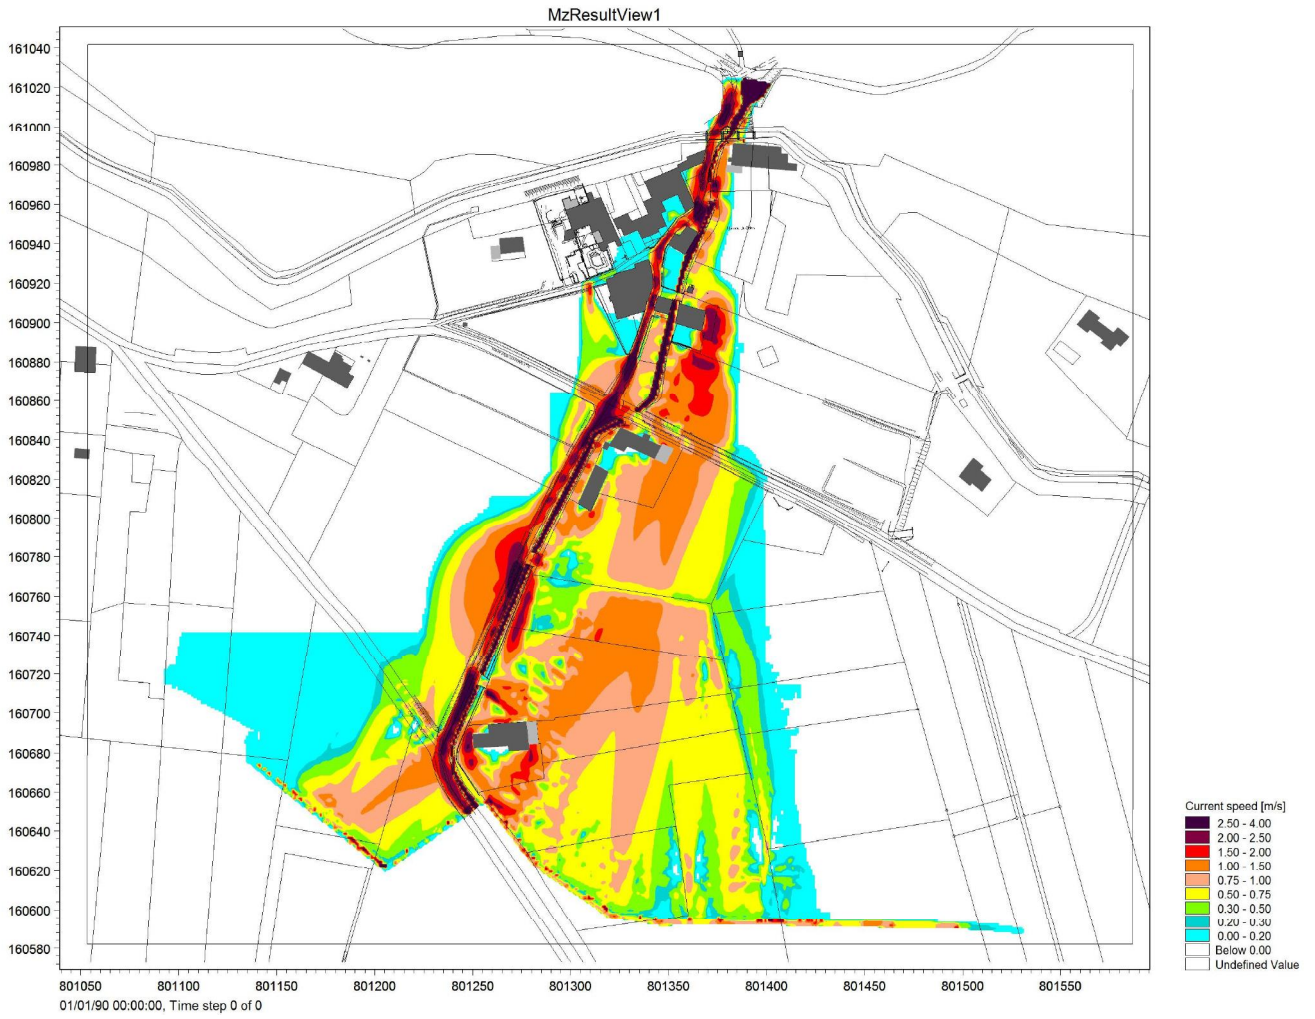 MzResultView1
161040
161020
161000
160980
160960
160940
160920
160900
160880
160860
160840
160820
160800
160780
160760
160740
160720
160700
160680
160660
160640
160620
160600
160580
801050 801100 801150 801200 801250 801300 801350 801400 801450 801500 801550
01/01/90 00:00:00, Time step 0 of 0
Current speed [m/s]
2.50 - 4.00
2.00 - 2.50
1.50 - 2.00
1.00 - 1.50
0.75 - 1.00
0.50 - 0.75
0.30 - 0.50
0.20 - 0.30
0.00 - 0.20
Below 0.00
Undefined Value